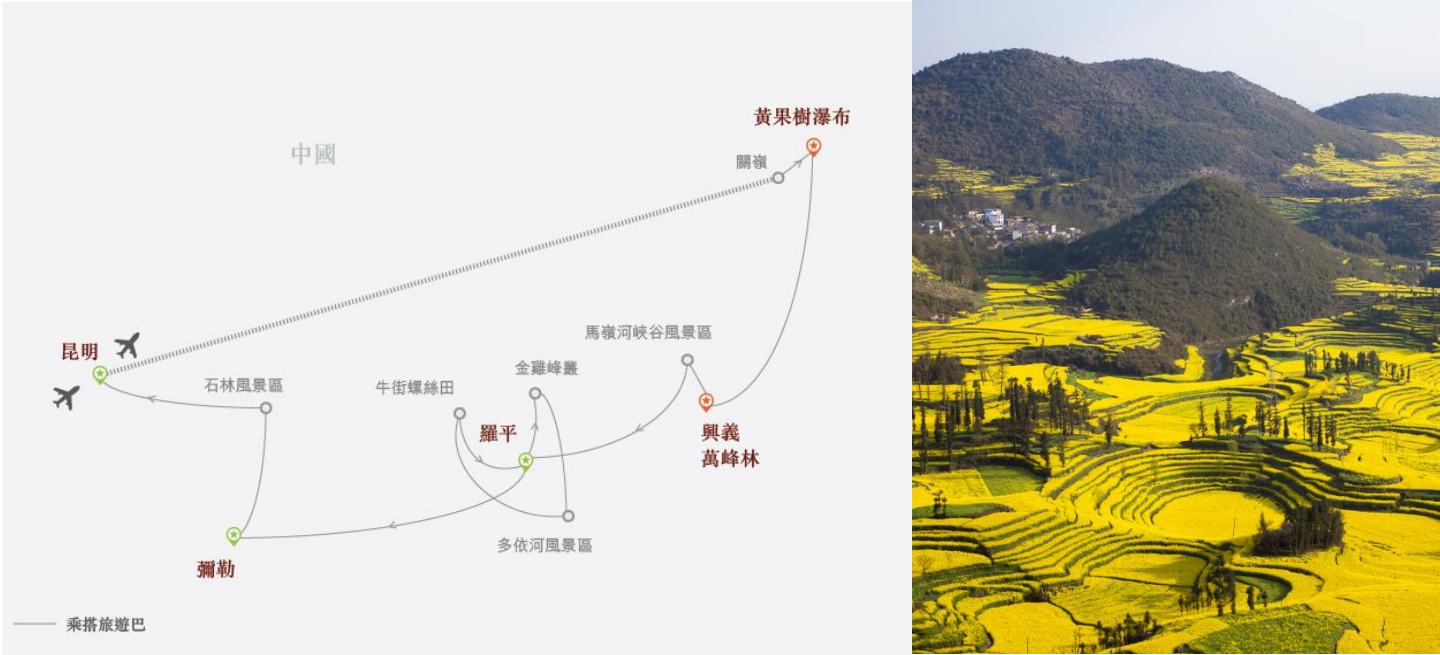 黃果樹瀑布
中國
關嶺
馬嶺河峽谷風景區
昆明
金雞峰叢
石林風景區
牛街螺絲田
羅平
興義
萬峰林
多依河風景區
彌勒
乘搭旅遊巴